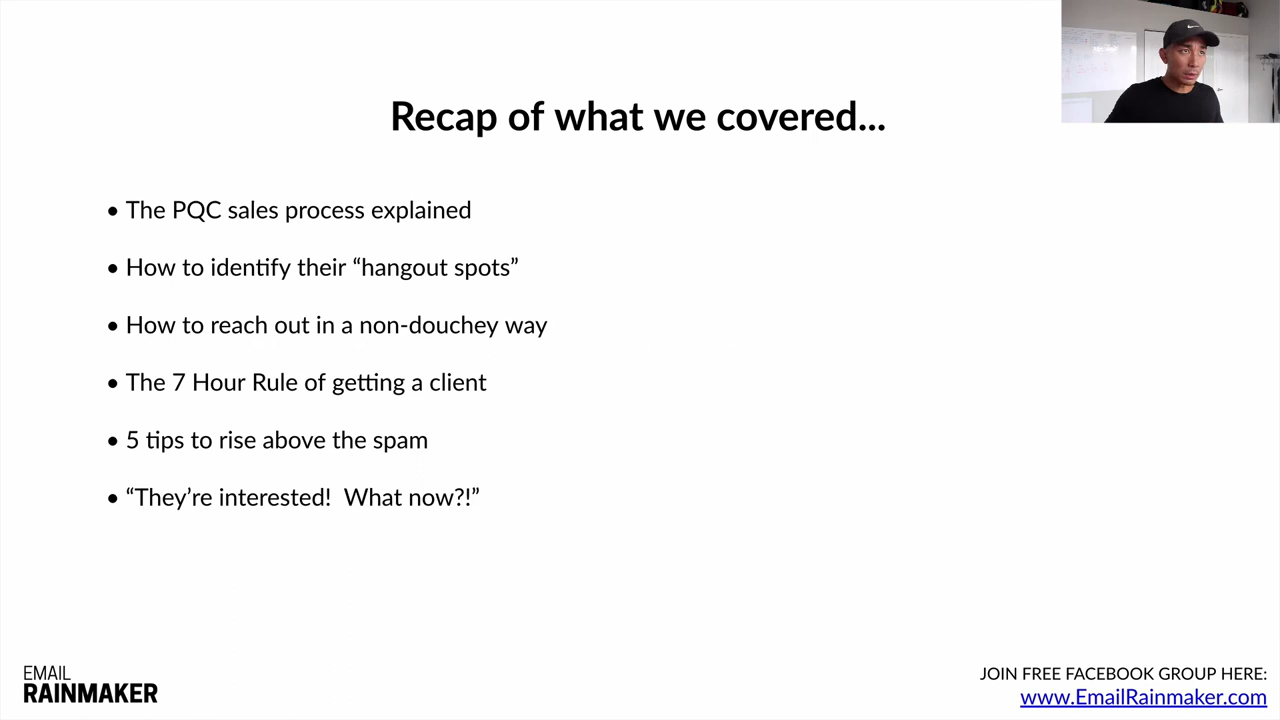 Recap of what we covered...
• The PQC sales process explained
• How to identify their “hangout spots”
• How to reach out in a non-douchey way
• The 7 Hour Rule of getting a client
• 5 tips to rise above the spam
• “They’re interested!  What now?!”
EMAIL
RAINMAKER
JOIN FREE FACEBOOK GROUP HERE:
www.EmailRainmaker.com